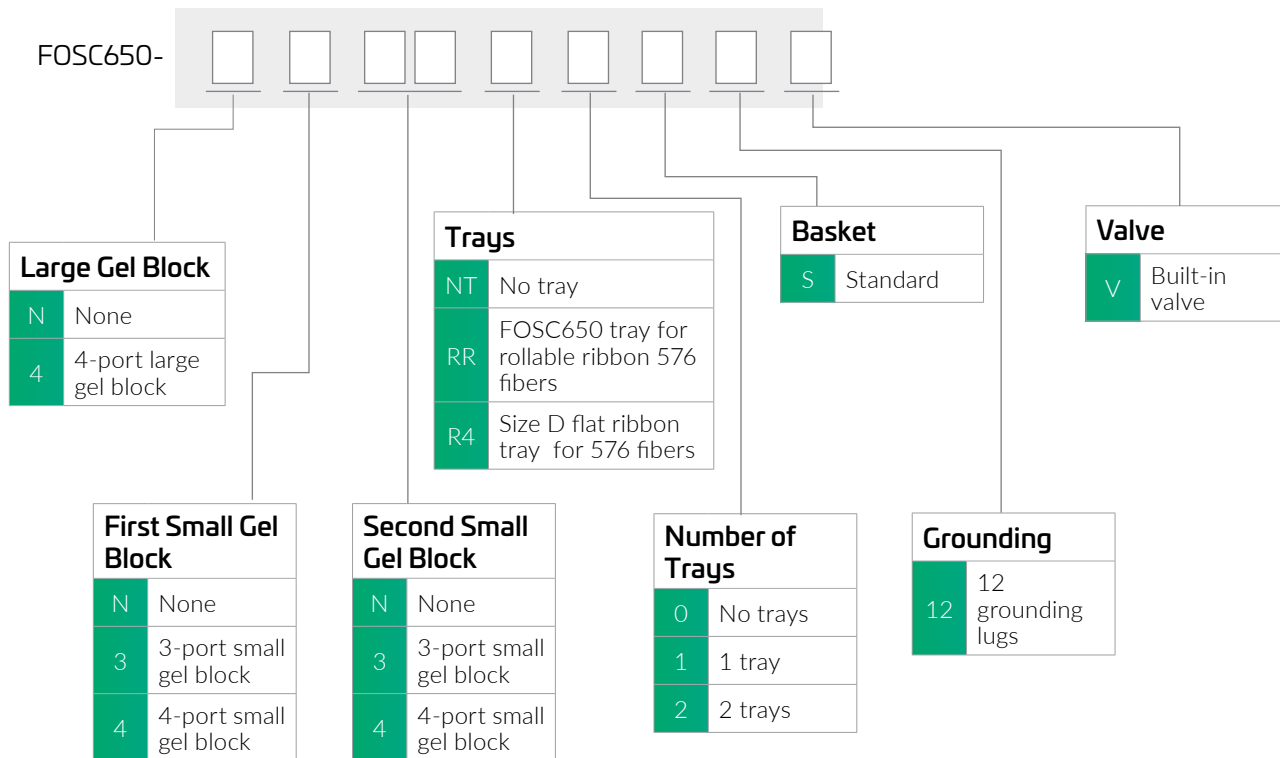 FOSC650-
Large Gel Block
N None
4 4-port large
gel block
First Small Gel
Block
N None
3 3-port small
gel block
4 4-port small
gel block
Second Small
Gel Block
N None
3 3-port small
gel block
4 4-port small
gel block
Trays
NT No tray
RR FOSC650 tray for
rollable ribbon 576
fibers
R4 Size D flat ribbon
tray for 576 fibers
Number of
Trays
0 No trays
1 1 tray
2 2 trays
Basket
S Standard
Grounding
12 12
grounding
lugs
Valve
V Built-in
valve